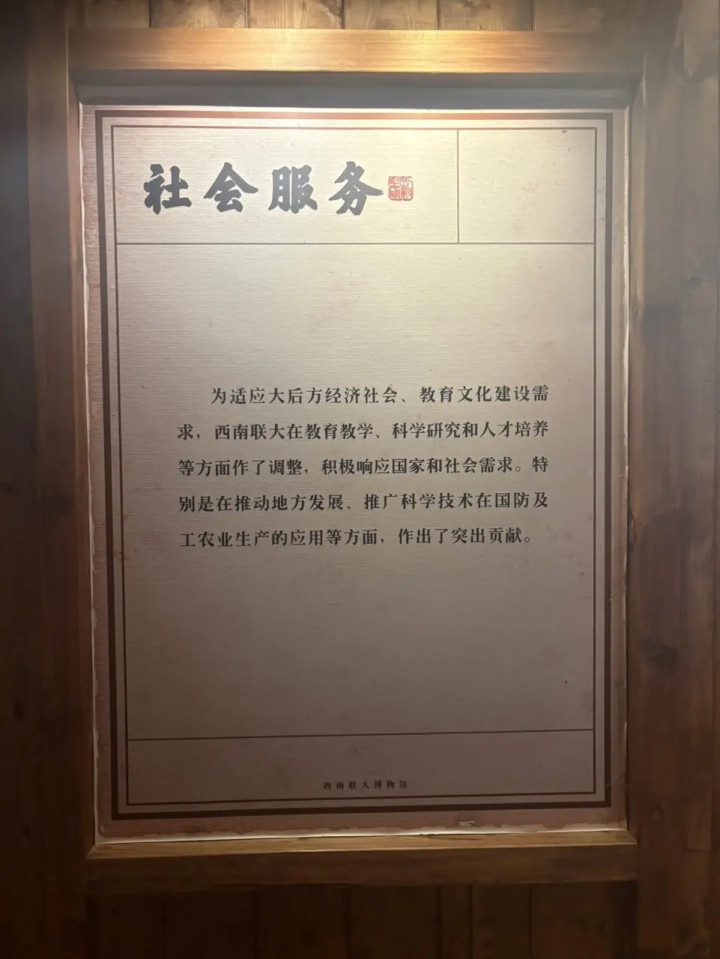 社会服务
为适应大后方经济社会、教育文化建设需
求，西南联大在教育教学、科学研究和人才培养
等方面作了调整，积极响应国家和社会需求。特
别是在推动地方发展、推广科学技术在国防及
工农业生产的应用等方面，作出了突出贡献。
西南联大博物馆